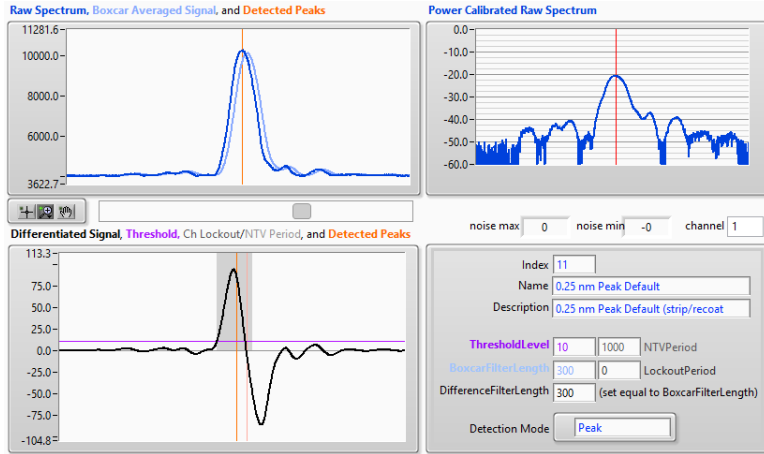 Raw Spectrum, Boxcar Averaged Signal, and Detected Peaks
11281.6
10000.0
8000.0
6000.0
3622.7
Power Calibrated Raw Spectrum
0.0
-10.0
-20.0
-30.0
-40.0
-50.0
-60.0
noise max 0 noise min -0 channel 1
Differentiated Signal, Threshold, Ch Lockout/NTV Period, and Detected Peaks
113.3
75.0
50.0
25.0
0.0
-25.0
-50.0
-75.0
-104.8
Index 11
Name 0.25 nm Peak Default
Description 0.25 nm Peak Default (strip/recoat
ThresholdLevel 10 1000 NTVPeriod
BoxcarFilterLength 300 0 LockoutPeriod
DifferenceFilterLength 300 (set equal to BoxcarFilterLength)
Detection Mode Peak